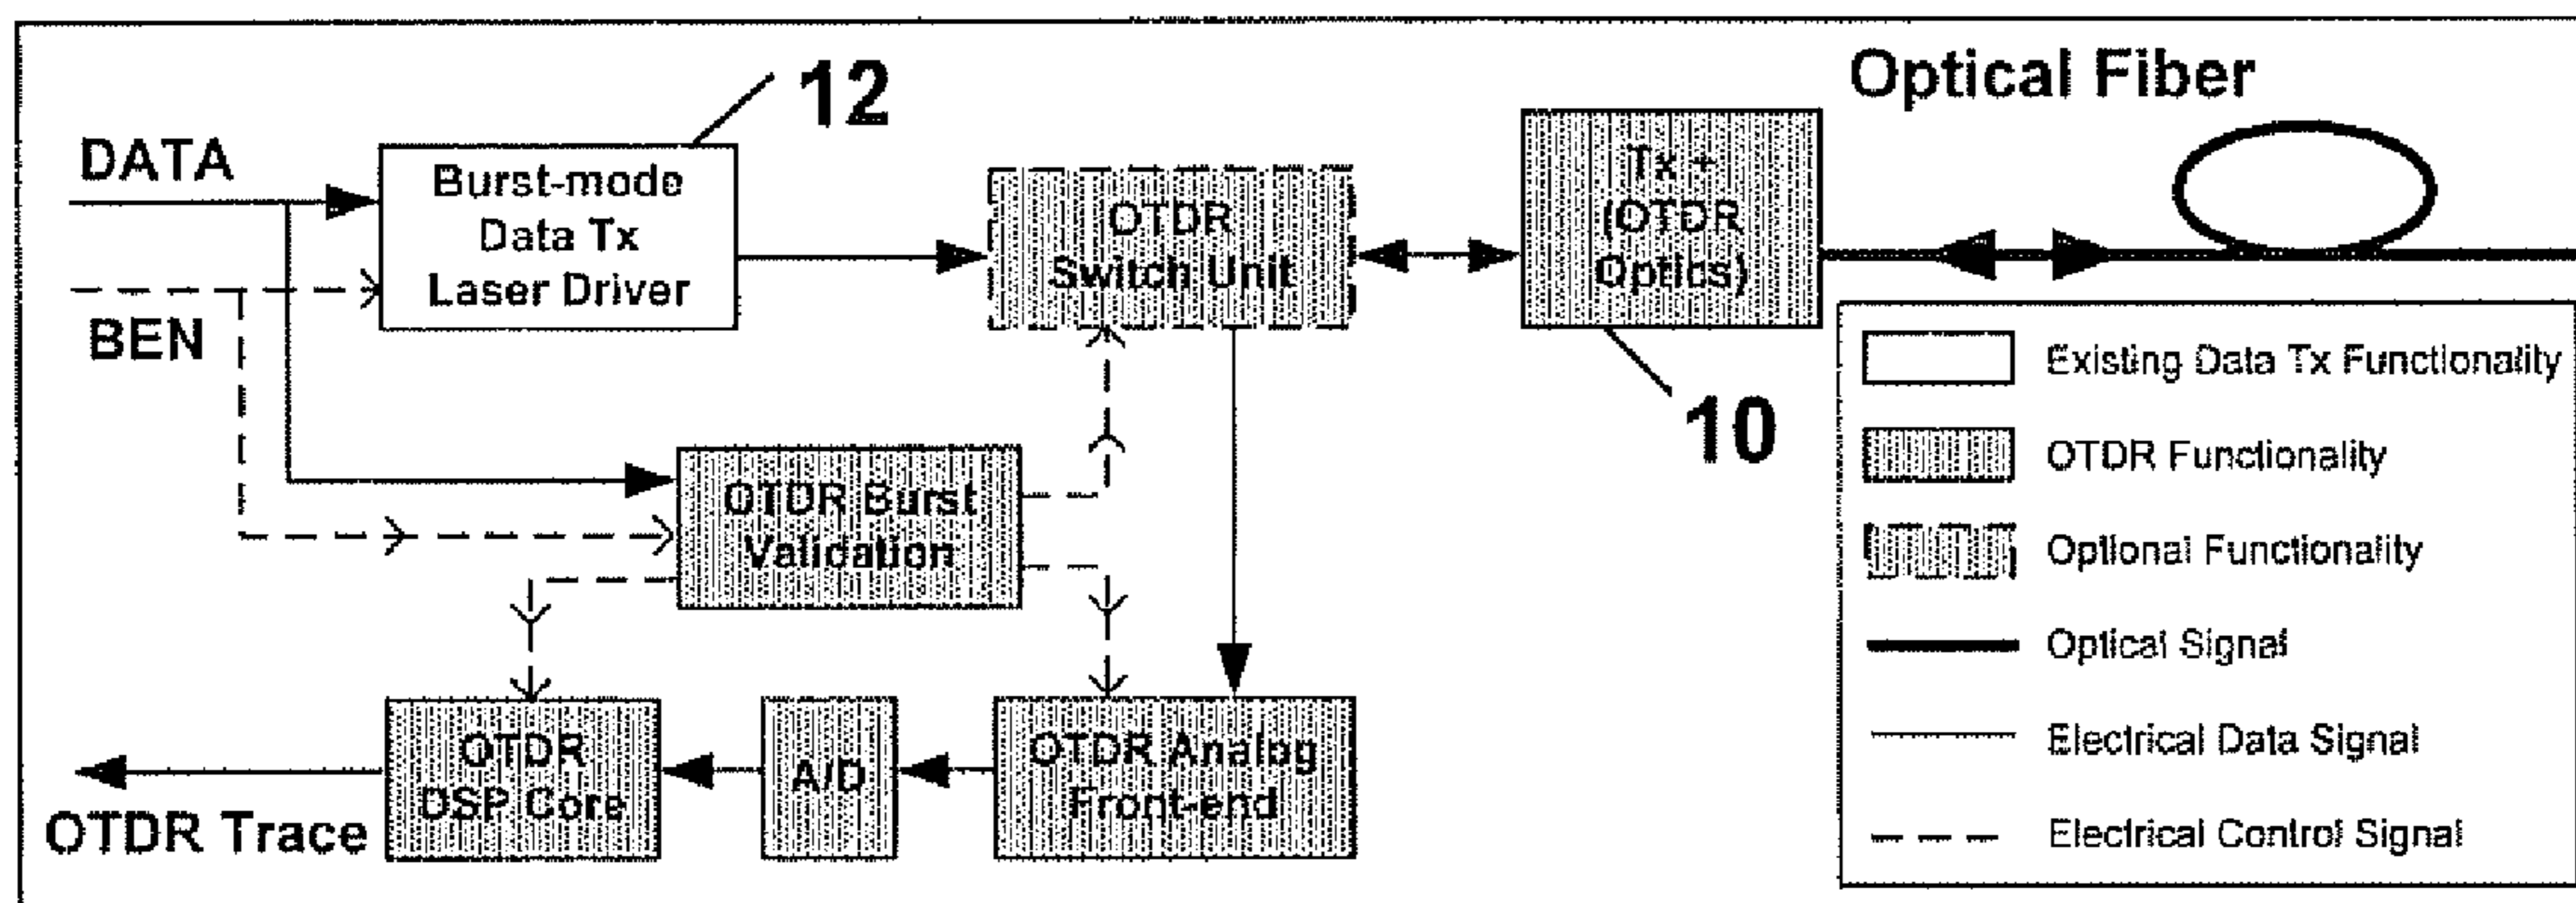 DATA
BEN
12
Burst-mode
Data Tx
Laser Driver
OTDR
Switch Unit
Tx +
(OTDR
Optics)
10
Optical Fiber
OTDR Burst
Validation
OTDR Trace
OTDR
DSP Core
A/D
OTDR Analog
Front-end
Existing Data Tx Functionality
OTDR Functionality
Optional Functionality
Optical Signal
Electrical Data Signal
Electrical Control Signal